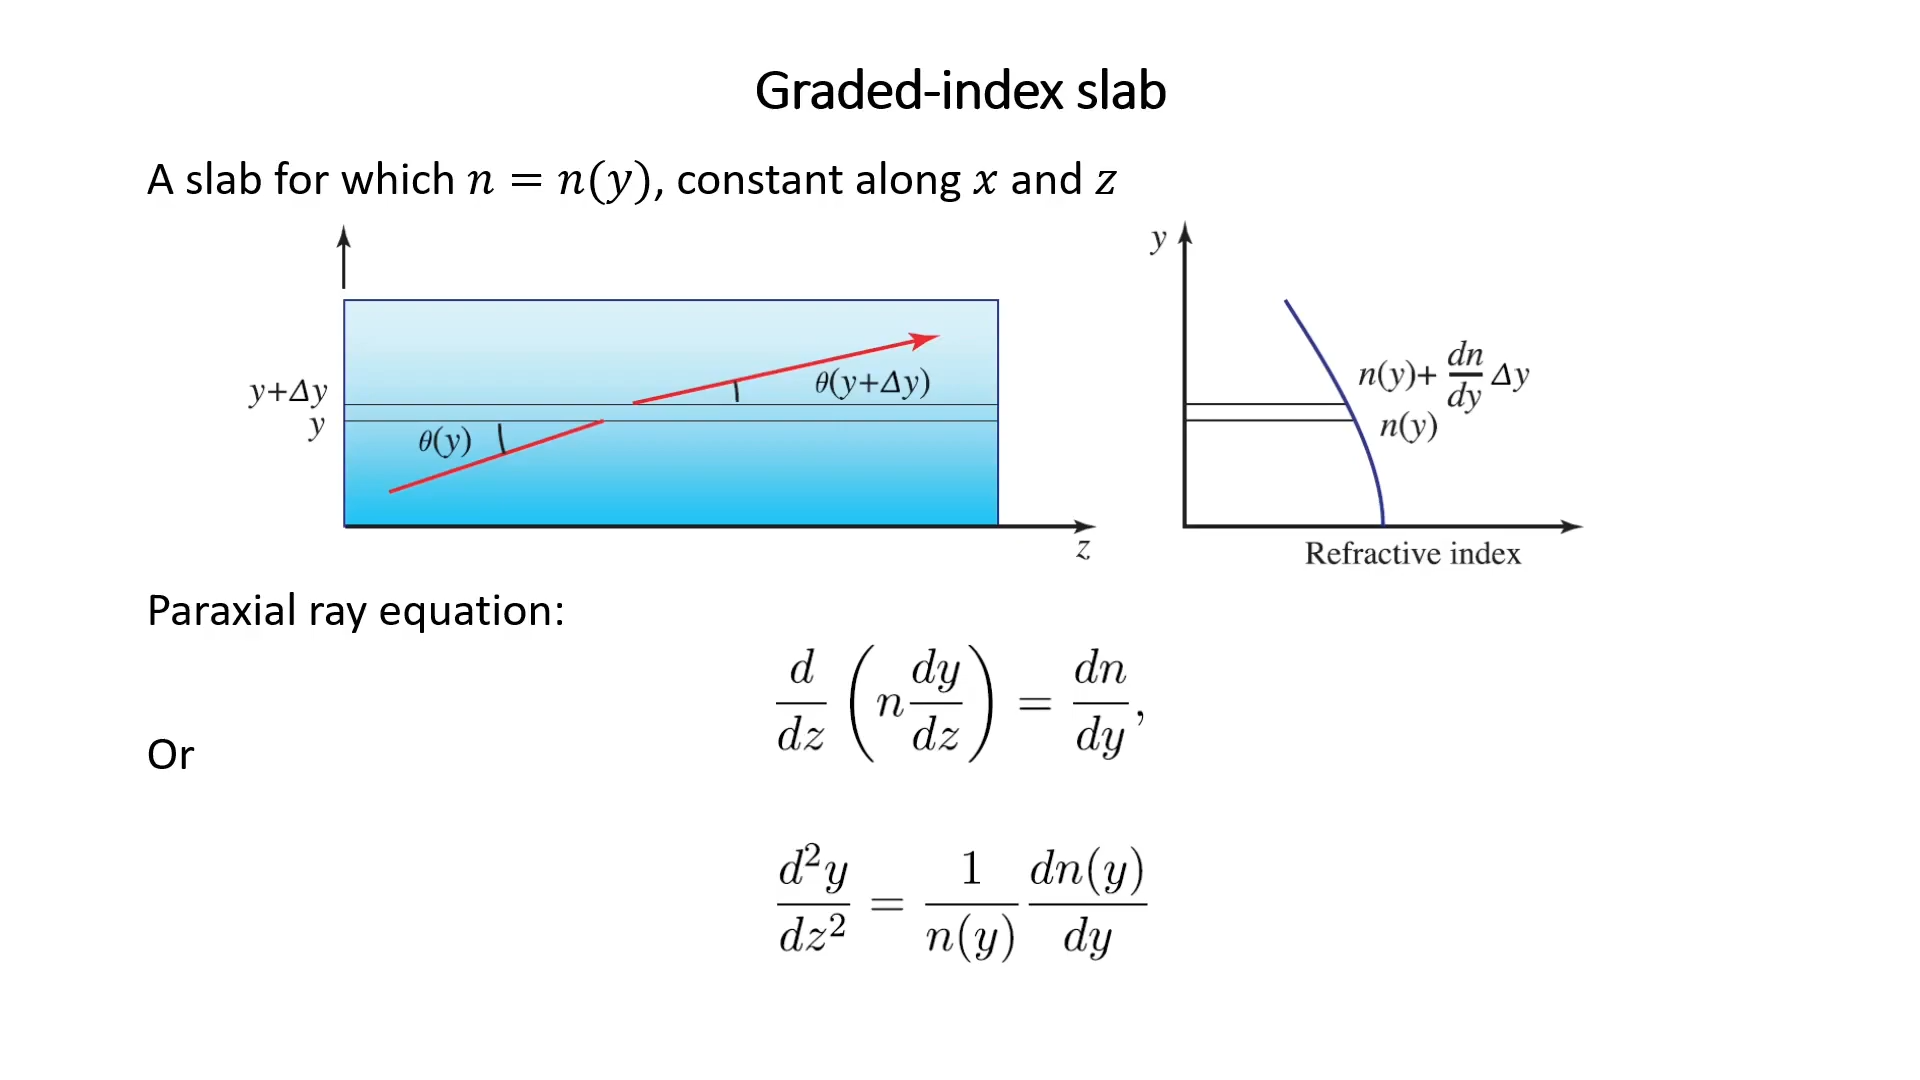 Graded-index slab
A slab for which n = n(y), constant along x and z
y
y+Δy
y
θ(y)
θ(y+Δy)
z
n(y)+ dn/dy Δy
n(y)
Refractive index
Paraxial ray equation:
d/dz (n dy/dz) = dn/dy,
Or
d²y/dz² = 1/n(y) dn(y)/dy